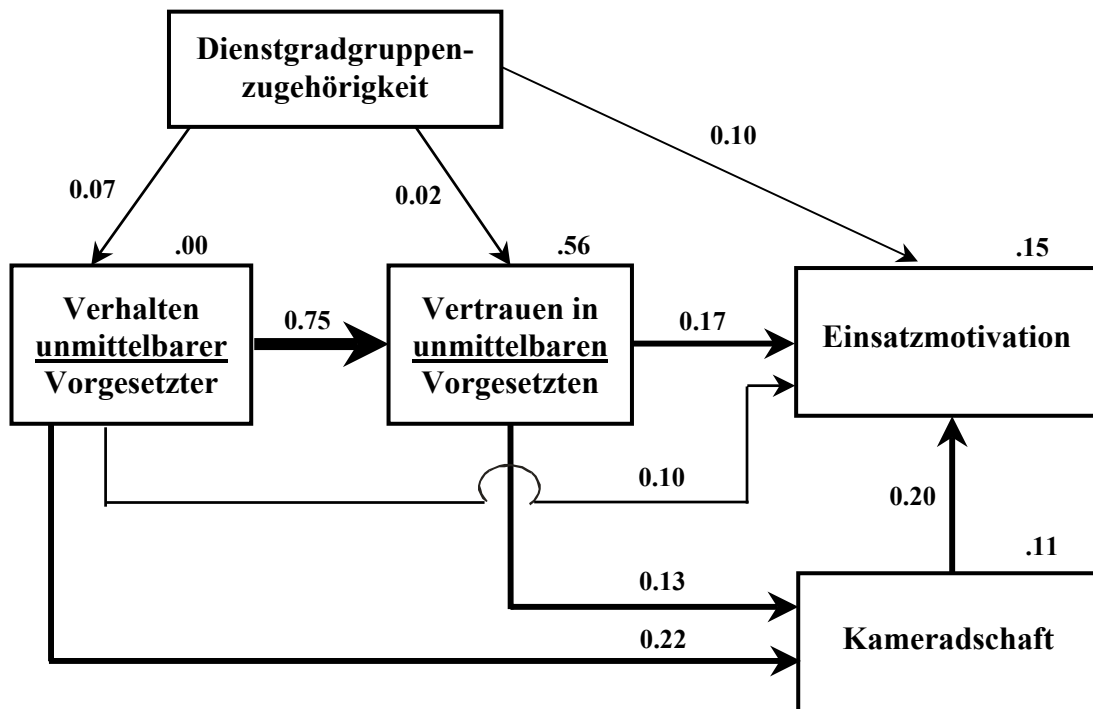 Dienstgradgruppen-
zugehörigkeit
0.10
0.07
0.02
.00
.56
.15
Verhalten
unmittelbarer
Vorgesetzter
0.75
Vertrauen in
unmittelbaren
Vorgesetzten
0.17
Einsatzmotivation
0.10
0.20
.11
0.13
0.22
Kameradschaft